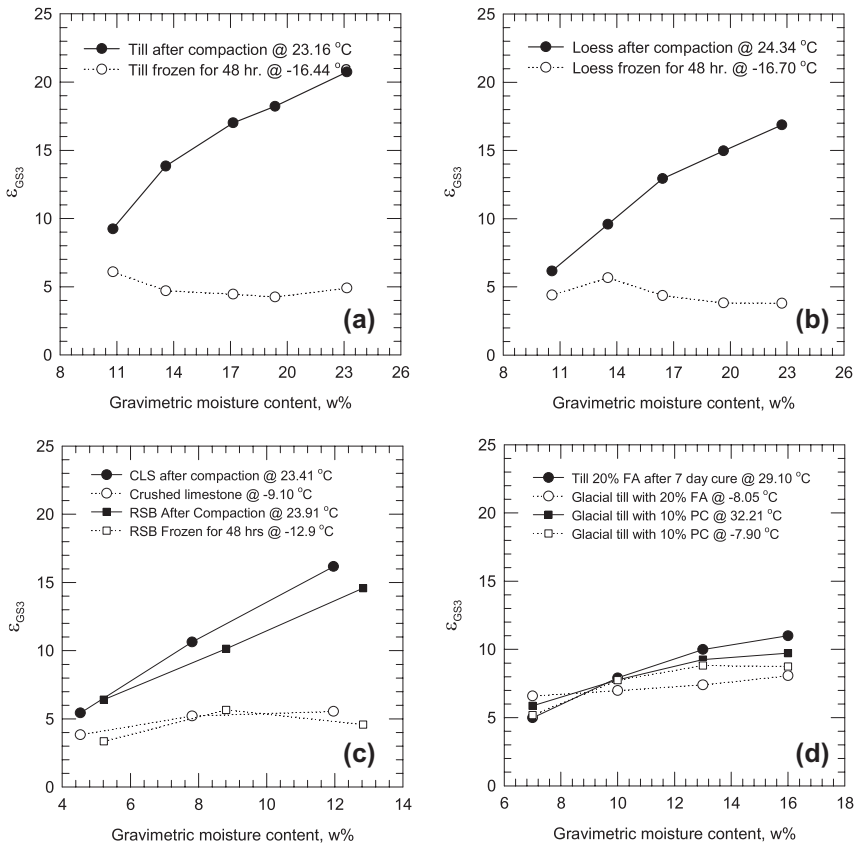 25
20
15
10
5
0
ε_GS3
Till after compaction @ 23.16 °C
Till frozen for 48 hr. @ -16.44 °C
(a)
8 11 14 17 20 23 26
Gravimetric moisture content, w%
25
20
15
10
5
0
ε_GS3
Loess after compaction @ 24.34 °C
Loess frozen for 48 hr. @ -16.70 °C
(b)
8 11 14 17 20 23 26
Gravimetric moisture content, w%
25
20
15
10
5
0
ε_GS3
CLS after compaction @ 23.41 °C
Crushed limestone @ -9.10 °C
RSB After Compaction @ 23.91 °C
RSB Frozen for 48 hrs @ -12.9 °C
(c)
4 6 8 10 12 14
Gravimetric moisture content, w%
25
20
15
10
5
0
ε_GS3
Till 20% FA after 7 day cure @ 29.10 °C
Glacial till with 20% FA @ -8.05 °C
Glacial till with 10% PC @ 32.21 °C
Glacial till with 10% PC @ -7.90 °C
(d)
6 8 10 12 14 16 18
Gravimetric moisture content, w%